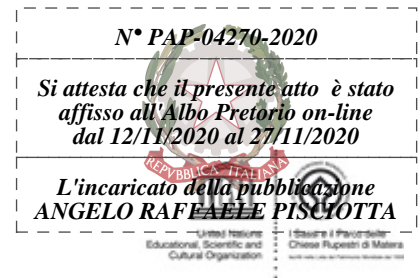 N° PAP-04270-2020
Si attesta che il presente atto è stato
affisso all'Albo Pretorio on-line
dal 12/11/2020 al 27/11/2020
REPVBBLICA ITALIANA
L'incaricato della pubblicazione
ANGELO RAFFAELE PISCIOTTA
United Nations
Educational, Scientific and
Cultural Organization
I Sassi e il Parco delle
Chiese Rupestri di Matera